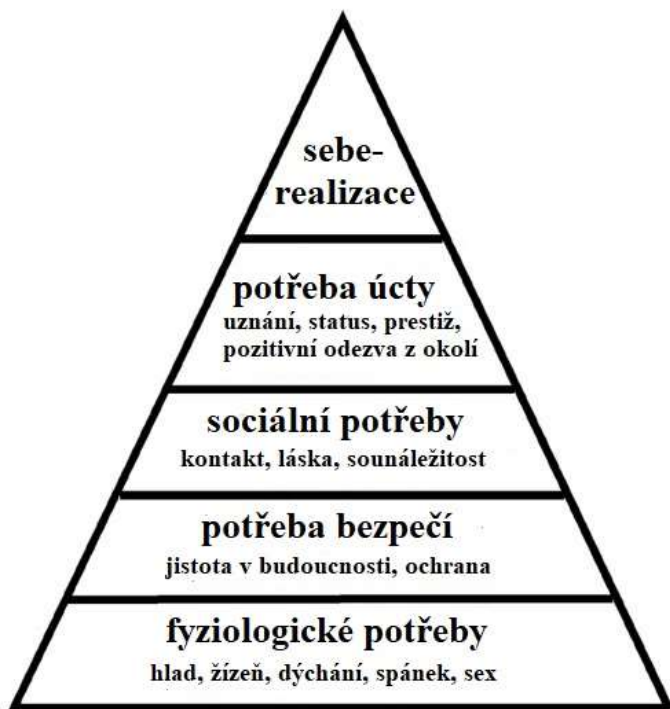 sebe-
realizace
potřeba úcty
uznání, status, prestiž,
pozitivní odezva z okolí
sociální potřeby
kontakt, láska, sounáležitost
potřeba bezpečí
jistota v budoucnosti, ochrana
fyziologické potřeby
hlad, žízeň, dýchání, spánek, sex